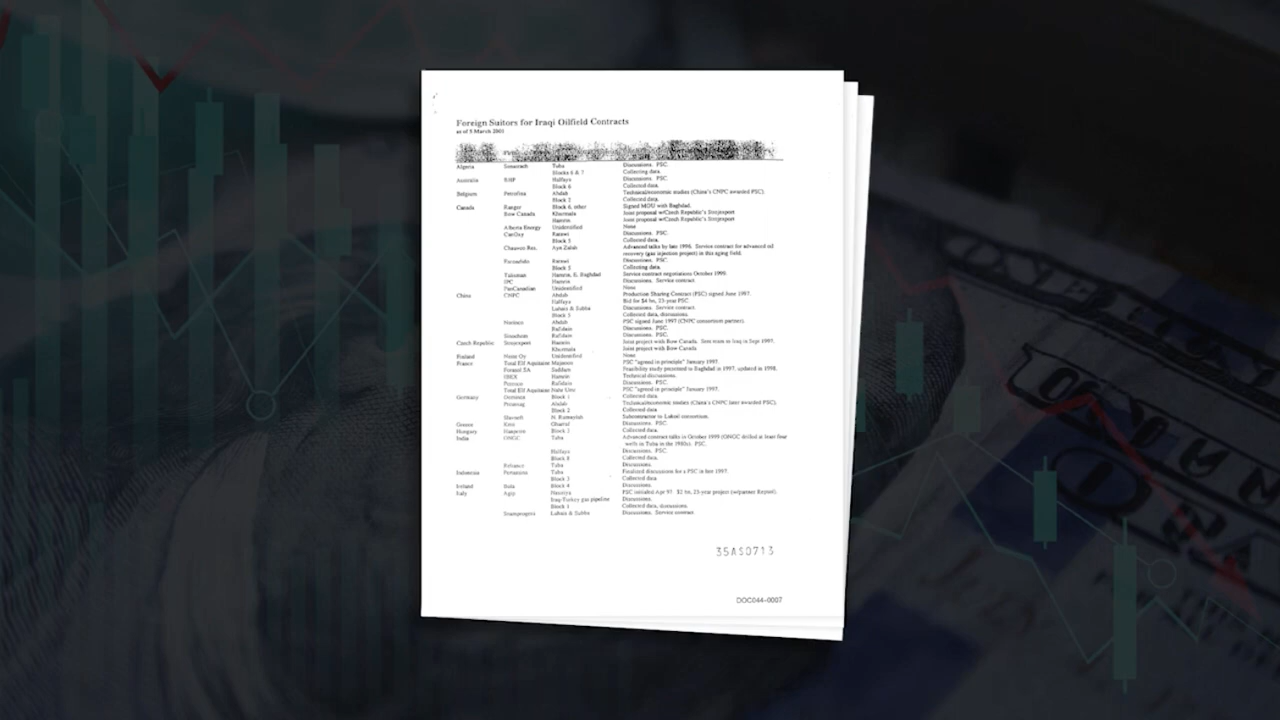 Foreign Suitors for Iraqi Oilfield Contracts
as of 5 March 2001
Algeria Sonatrach Tuba Discussions. PSC.
Blocks 6 & 7 Collecting data.
Australia BHP Halfaya Discussions. PSC.
Block 6 Collected data.
Belgium Petrofina Ahdab Technical/economic studies (China's CNPC awarded PSC).
Block 2 Collected data.
Canada Ranger Block 6, other Signed MOU with Baghdad.
Bow Canada Khurmala Joint proposal w/Czech Republic's Strojexport
Hamrin Joint proposal w/Czech Republic's Strojexport
Alberta Energy Unidentified None
CanOxy Ratawi Discussions. PSC.
Block 5 Collected data.
Chauvco Res. Ayn Zalah Advanced talks by late 1996. Service contract for advanced oil
recovery (gas injection project) in this aging field.
Ratawi Discussions. PSC.
Block 5 Collecting data.
Talisman Hamrin, E. Baghdad Service contract negotiations October 1999.
IPC Hamrin Discussions. Service contract.
PanCanadian Unidentified None
China CNPC Ahdab Production Sharing Contract (PSC) signed June 1997.
Halfaya Bid for $4 bn, 23-year PSC.
Luhais & Subba Discussions. Service contract.
Block 5 Collected data, discussions.
Norinco Ahdab PSC signed June 1997 (CNPC consortium partner).
Rafidain Discussions. PSC.
Sinochem Rafidain Discussions. PSC.
Czech Republic Strojexport Hamrin Joint project with Bow Canada. Sent team to Iraq in Sept 1997.
Khurmala Joint project with Bow Canada
Finland Neste Oy Unidentified None
France Total Elf Aquitaine Majnoon PSC "agreed in principle" January 1997.
Forasol SA Saddam Feasibility study presented to Baghdad in 1997, updated in 1998.
IBEX Hamrin Technical discussions.
Rafidain Discussions. PSC.
Total Elf Aquitaine Nahr Umr PSC "agreed in principle" January 1997.
Germany Block 1 Collected data.
Preussag Ahdab Technical/economic studies (China's CNPC later awarded PSC).
Block 2 Collected data.
Slavneft N. Rumaylah Subcontractor to Lukoil consortium.
Greece Gharraf Discussions. PSC.
Hungary Block 3 Collected data.
India ONGC Tuba Advanced contract talks in October 1999 (ONGC drilled at least four
wells in Tuba in the 1980s). PSC.
Halfaya Discussions. PSC.
Block 8 Collected data.
Reliance Tuba Discussions.
Indonesia Pertamina Tuba Finalized discussions for a PSC in late 1997.
Block 3 Collected data.
Ireland Bula Block 4 Discussions.
Italy Agip Nasiriya PSC initialed Apr 97. $2 bn, 23-year project (w/partner Repsol).
Iraq-Turkey gas pipeline Discussions.
Block 1 Collected data, discussions.
Snamprogetti Luhais & Subba Discussions. Service contract
35AS0713
DOC044-0007